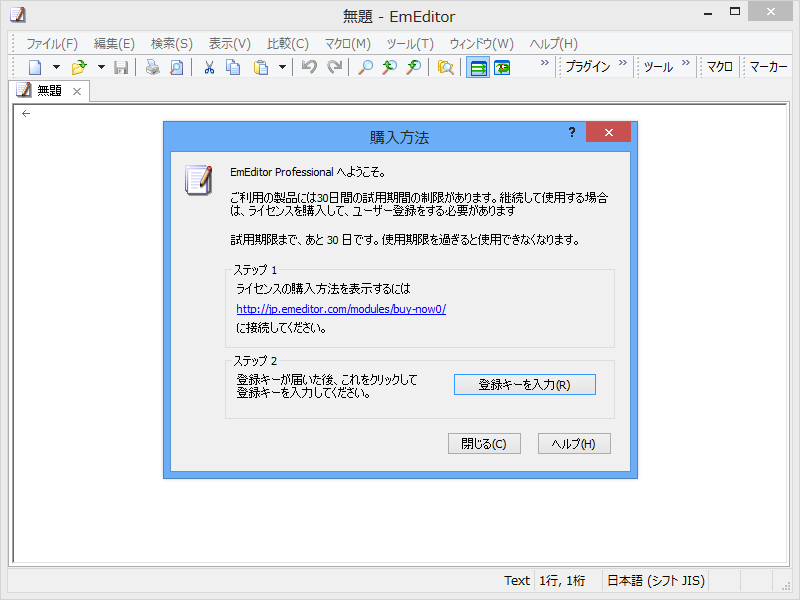 無題 - EmEditor
ファイル(F) 編集(E) 検索(S) 表示(V) 比較(C) マクロ(M) ツール(T) ウィンドウ(W) ヘルプ(H)
プラグイン ツール マクロ マーカー
無題
購入方法
EmEditor Professional へようこそ。
ご利用の製品には30日間の試用期間の制限があります。継続して使用する場合
は、ライセンスを購入して、ユーザー登録をする必要があります
試用期限まで、あと 30 日です。使用期限を過ぎると使用できなくなります。
ステップ 1
ライセンスの購入方法を表示するには
http://jp.emeditor.com/modules/buy-now0/
に接続してください。
ステップ 2
登録キーが届いた後、これをクリックして
登録キーを入力してください。
登録キーを入力(R)
閉じる(C) ヘルプ(H)
Text 1行, 1桁 日本語 (シフト JIS)